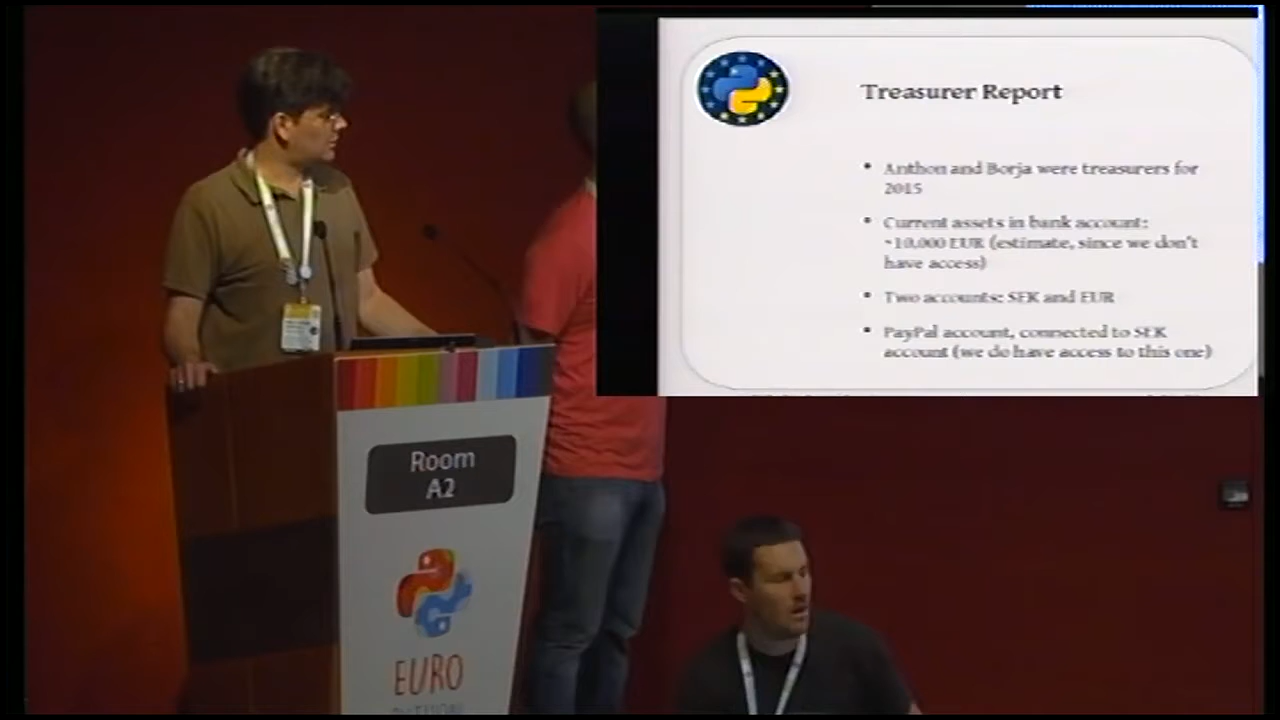 Treasurer Report
• Anthon and Borja were treasurers for
2015
• Current assets in bank account:
~10,000 EUR (estimate, since we don't
have access)
• Two accounts: SEK and EUR
• PayPal account, connected to SEK
account (we do have access to this one)
Room
A2
EURO